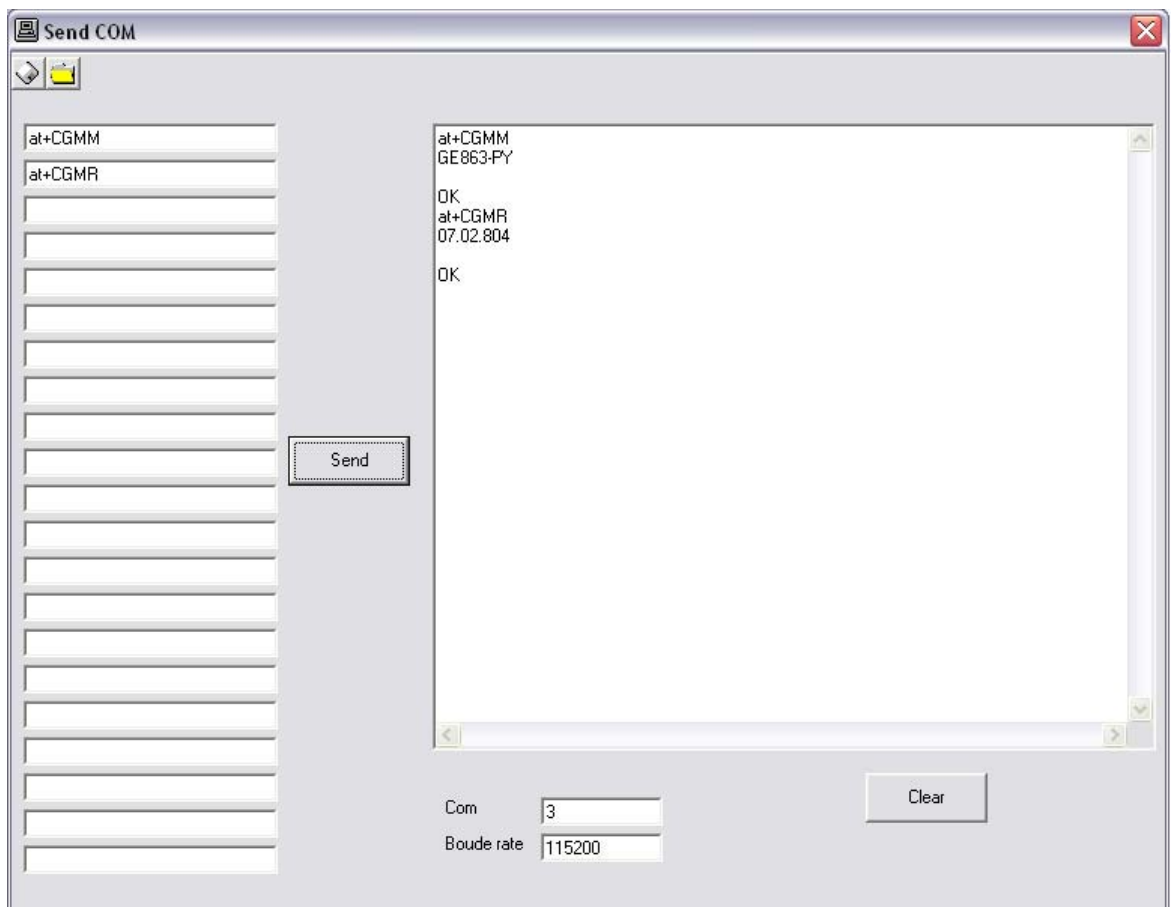 Send COM
at+CGMM
at+CGMR
Send
at+CGMM
GE863-PY
OK
at+CGMR
07.02.804
OK
Com 3
Boude rate 115200
Clear